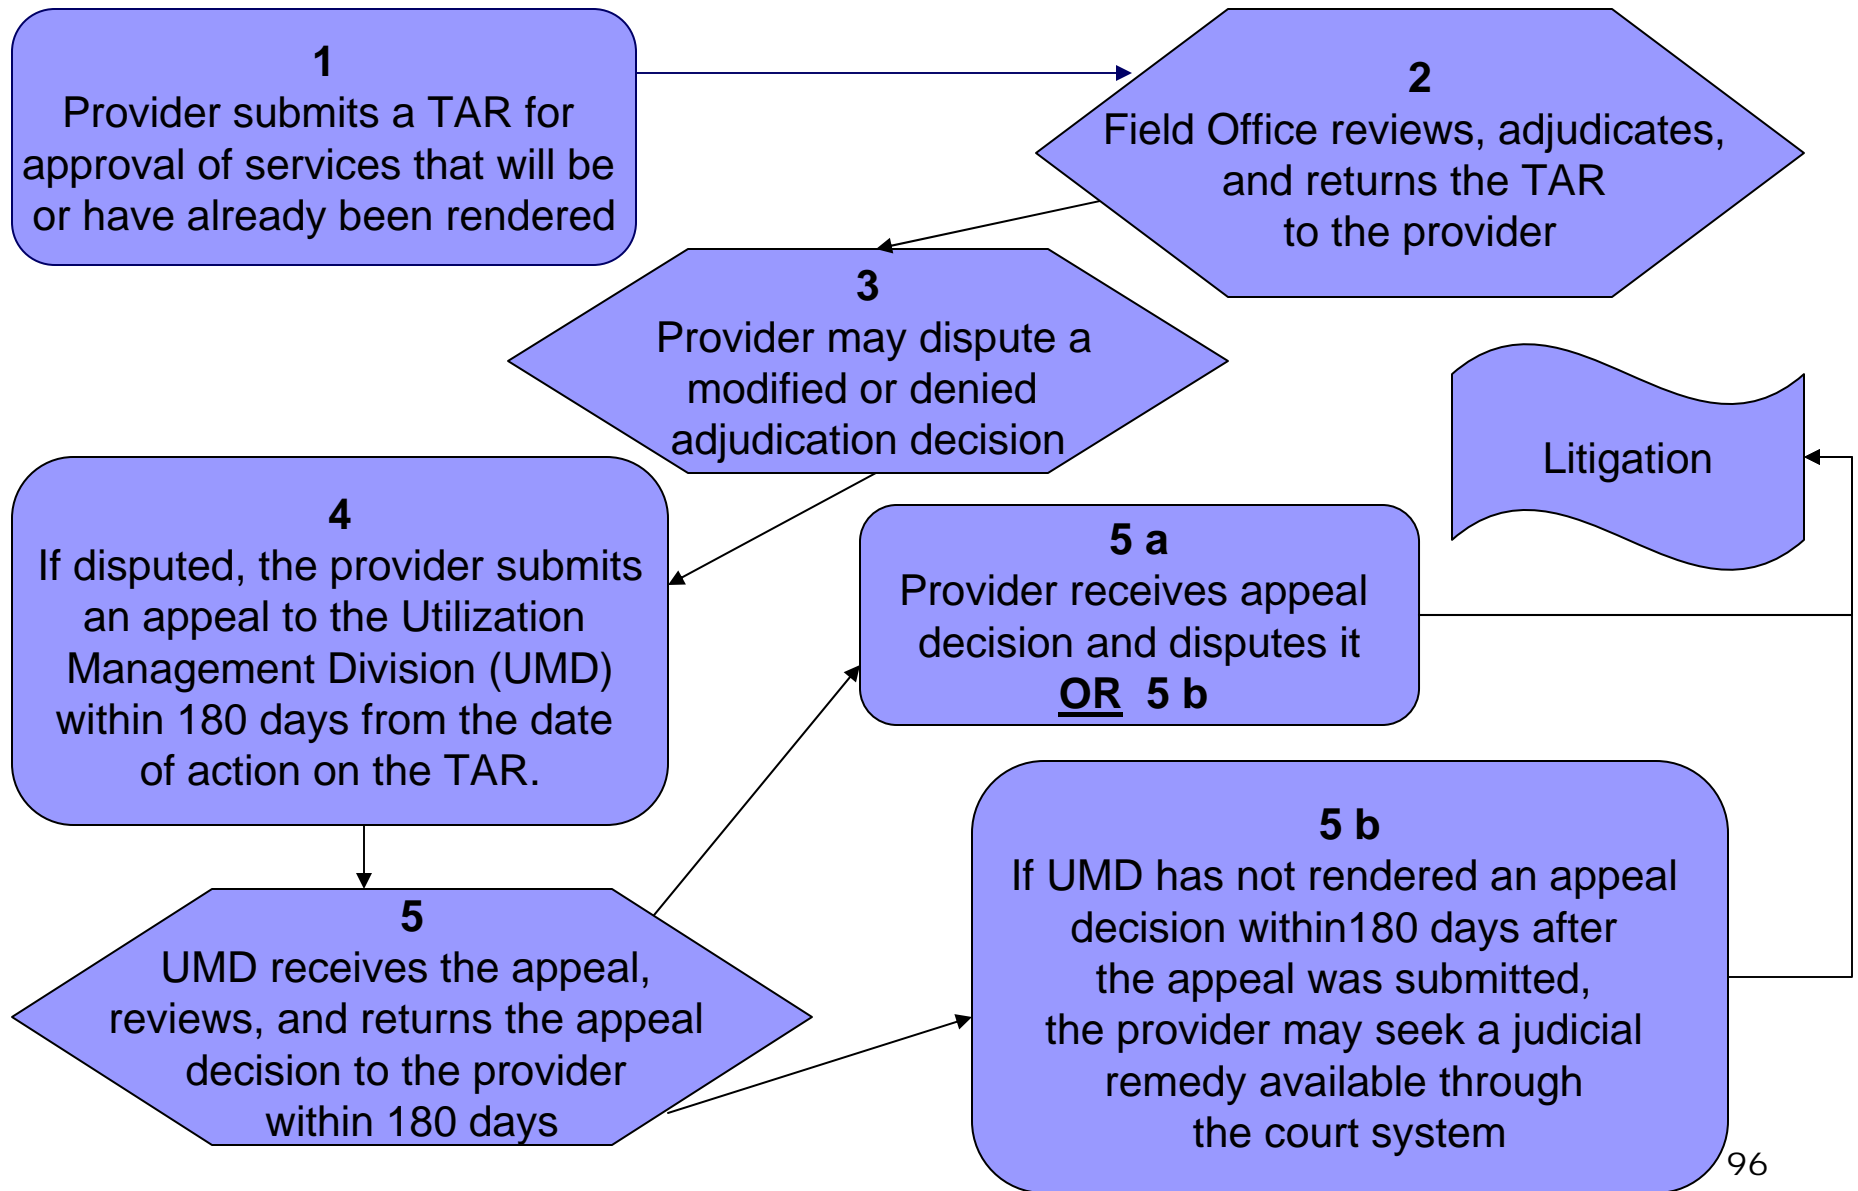 1
Provider submits a TAR for
approval of services that will be
or have already been rendered
2
Field Office reviews, adjudicates,
and returns the TAR
to the provider
3
Provider may dispute a
modified or denied
adjudication decision
Litigation
4
If disputed, the provider submits
an appeal to the Utilization
Management Division (UMD)
within 180 days from the date
of action on the TAR.
5 a
Provider receives appeal
decision and disputes it
OR 5 b
5
UMD receives the appeal,
reviews, and returns the appeal
decision to the provider
within 180 days
5 b
If UMD has not rendered an appeal
decision within180 days after
the appeal was submitted,
the provider may seek a judicial
remedy available through
the court system
96